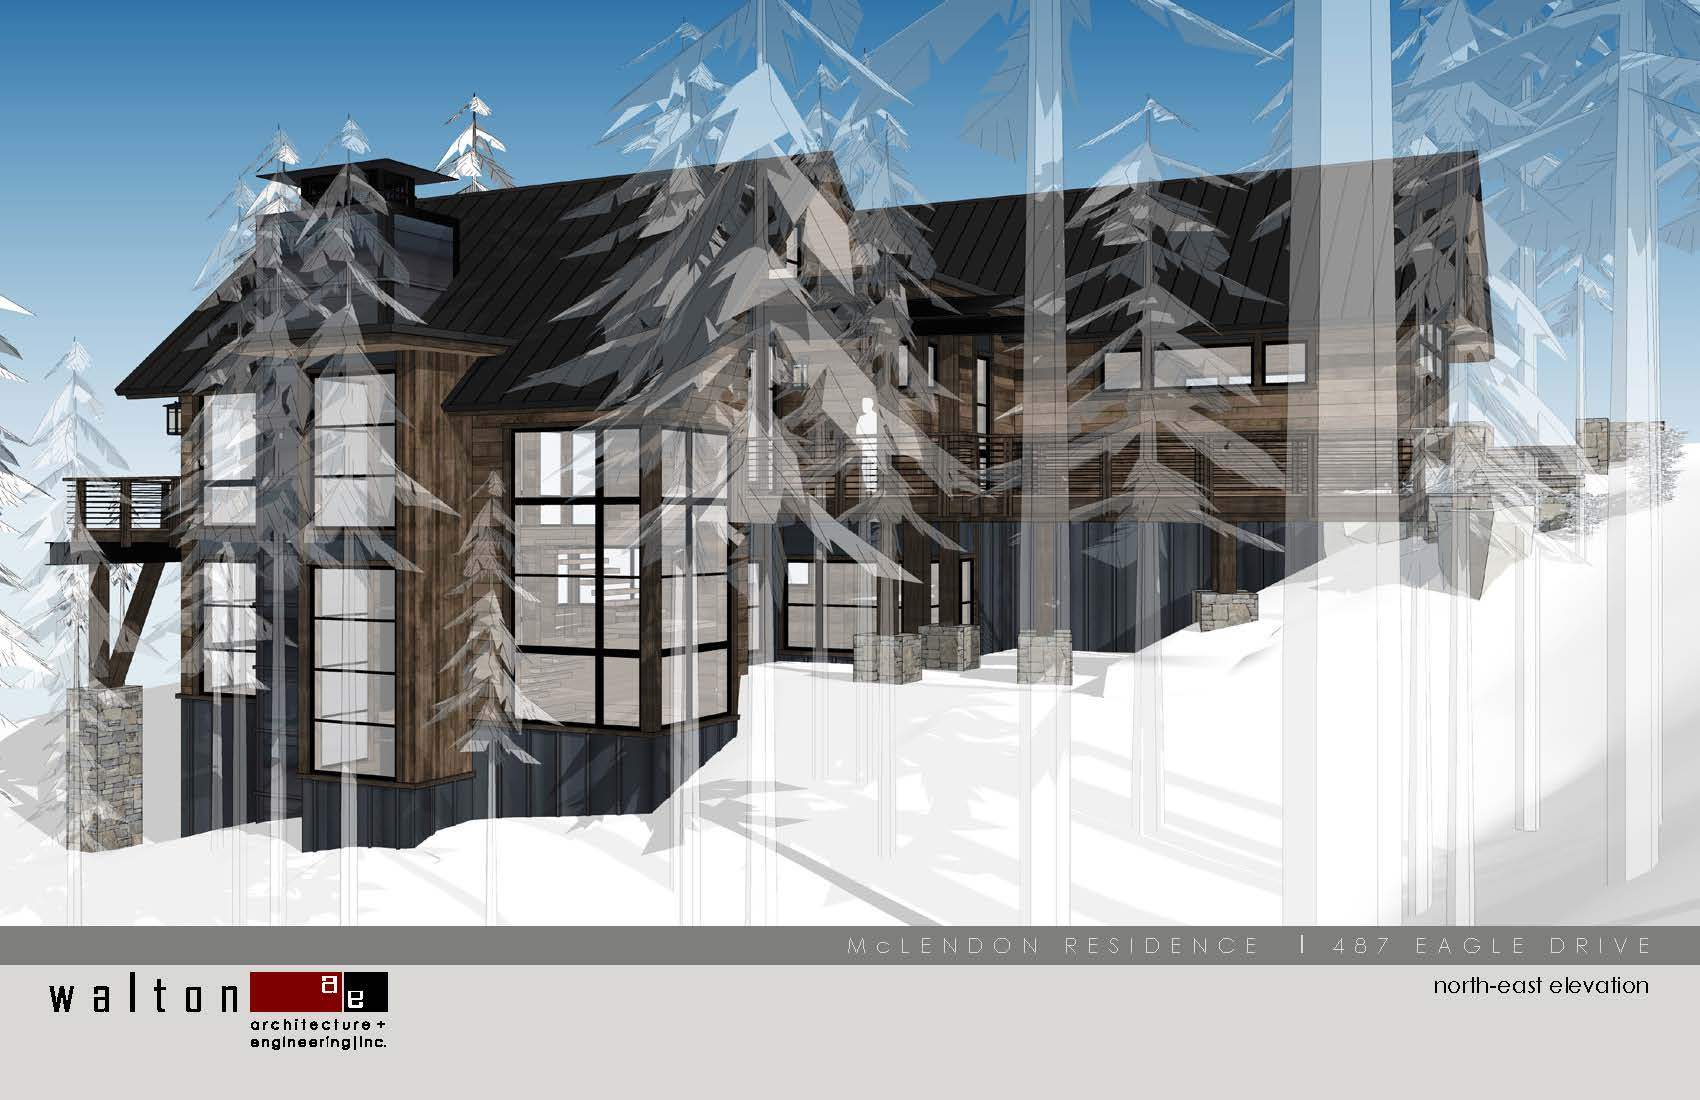 McLENDON RESIDENCE | 487 EAGLE DRIVE
north-east elevation
walton ae
architecture +
engineering|inc.